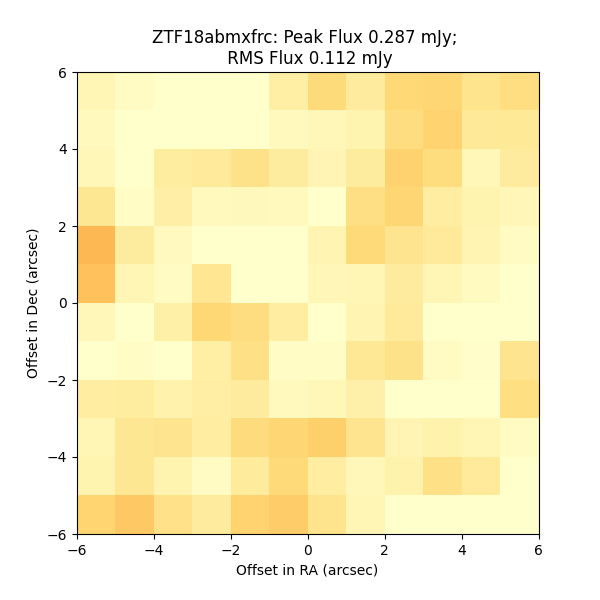 ZTF18abmxfrc: Peak Flux 0.287 mJy;
RMS Flux 0.112 mJy
6
4
2
0
−2
−4
−6
Offset in Dec (arcsec)
−6 −4 −2 0 2 4 6
Offset in RA (arcsec)